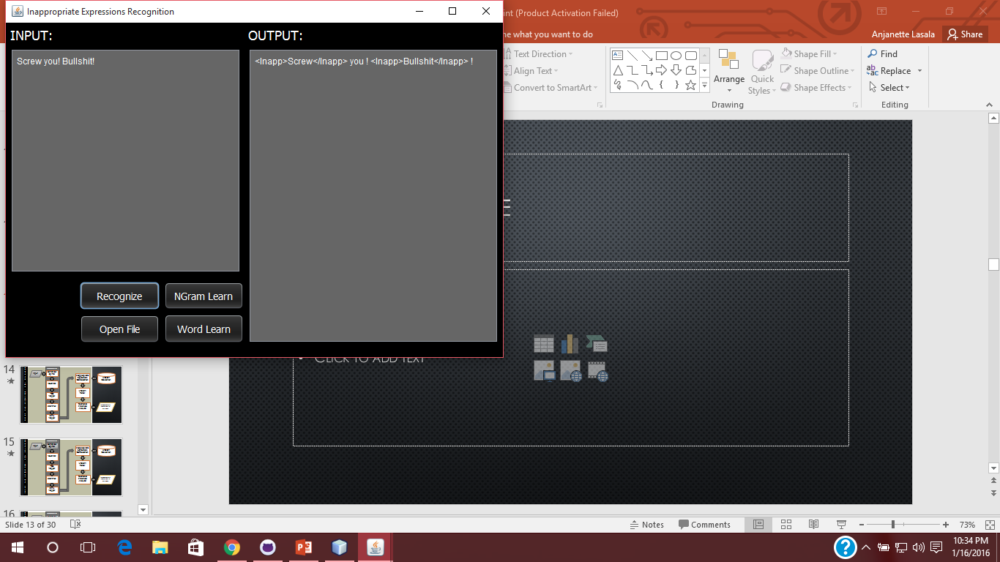 Inappropriate Expressions Recognition
int (Product Activation Failed)
INPUT:
OUTPUT:
me what you want to do
Anjanette Lasala
Share
Screw you! Bullshit!
<Inapp>Screw</Inapp> you ! <Inapp>Bullshit</Inapp> !
Text Direction
Align Text
Convert to SmartArt
Arrange
Quick
Styles
Shape Fill
Shape Outline
Shape Effects
Find
Replace
Select
Drawing
Editing
Recognize
NGram Learn
Open File
Word Learn
E
CLICK TO ADD TEXT
14
15
16
Slide 13 of 30
Notes
Comments
73%
10:34 PM
1/16/2016